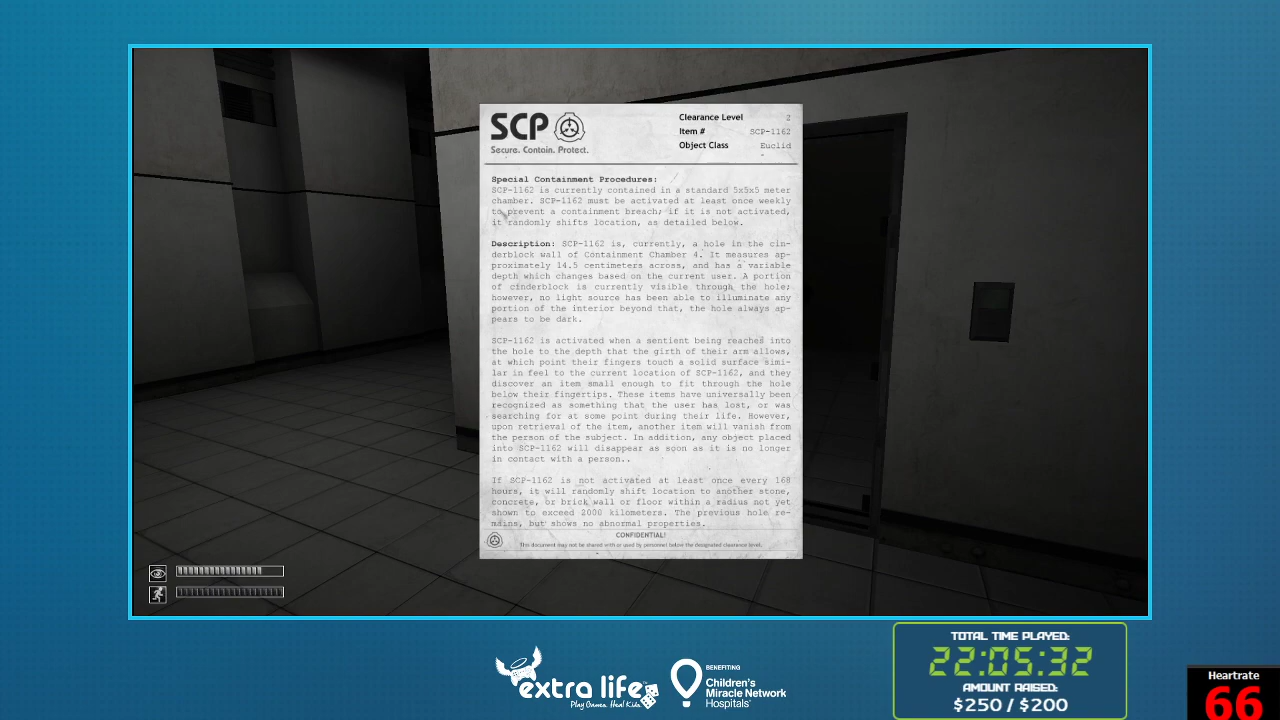 SCP
Secure. Contain. Protect.
Clearance Level 2
Item # SCP-1162
Object Class Euclid
Special Containment Procedures:
SCP-1162 is currently contained in a standard 5x5x5 meter
chamber. SCP-1162 must be activated at least once weekly
to prevent a containment breach; if it is not activated,
it randomly shifts location, as detailed below.
Description: SCP-1162 is, currently, a hole in the cin-
derblock wall of Containment Chamber 4. It measures ap-
proximately 14.5 centimeters across, and has a variable
depth which changes based on the current user. A portion
of cinderblock is currently visible through the hole;
however, no light source has been able to illuminate any
portion of the interior beyond that, the hole always ap-
pears to be dark.
SCP-1162 is activated when a sentient being reaches into
the hole to the depth that the girth of their arm allows,
at which point their fingers touch a solid surface simi-
lar in feel to the current location of SCP-1162, and they
discover an item small enough to fit through the hole
below their fingertips. These items have universally been
recognized as something that the user has lost, or was
searching for at some point during their life. However,
upon retrieval of the item, another item will vanish from
the person of the subject. In addition, any object placed
into SCP-1162 will disappear as soon as it is no longer
in contact with a person..
If SCP-1162 is not activated at least once every 168
hours, it will randomly shift location to another stone,
concrete, or brick wall or floor within a radius not yet
shown to exceed 2000 kilometers. The previous hole re-
mains, but shows no abnormal properties.
CONFIDENTIAL!
This document may not be shared with or used by personnel below the designated clearance level.
extra life
Play Games. Heal Kids.
BENEFITING
Children's
Miracle Network
Hospitals
TOTAL TIME PLAYED:
22:05:32
AMOUNT RAISED:
$250 / $200
Heartrate
66